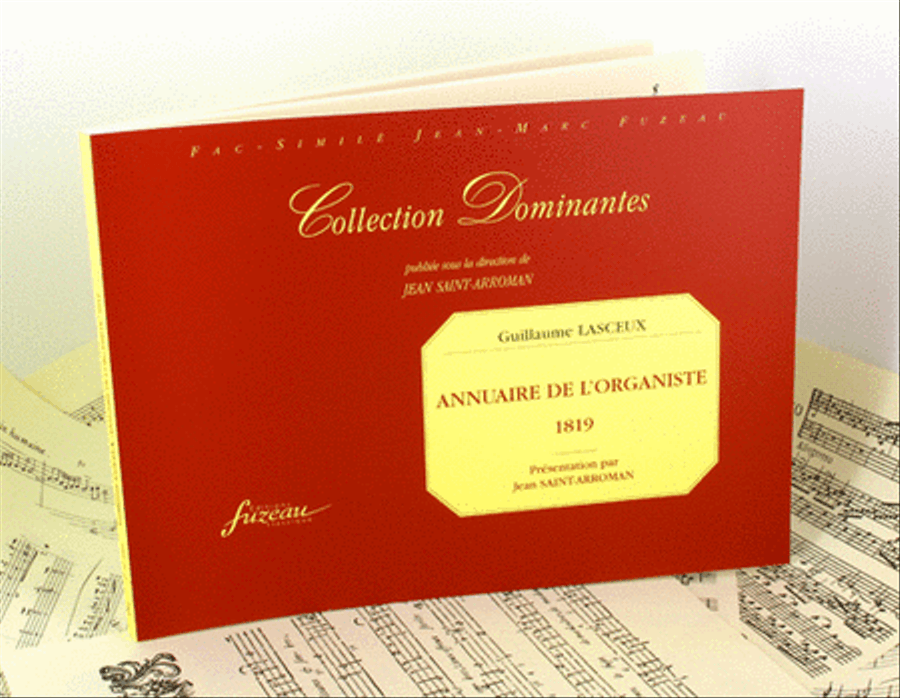 FAC-SIMILÉ JEAN-MARC FUZEAU
Collection Dominantes
publiée sous la direction de
JEAN SAINT-ARROMAN
Guillaume LASCEUX
ANNUAIRE DE L'ORGANISTE
1819
Présentation par
Jean SAINT-ARROMAN
fuzeau